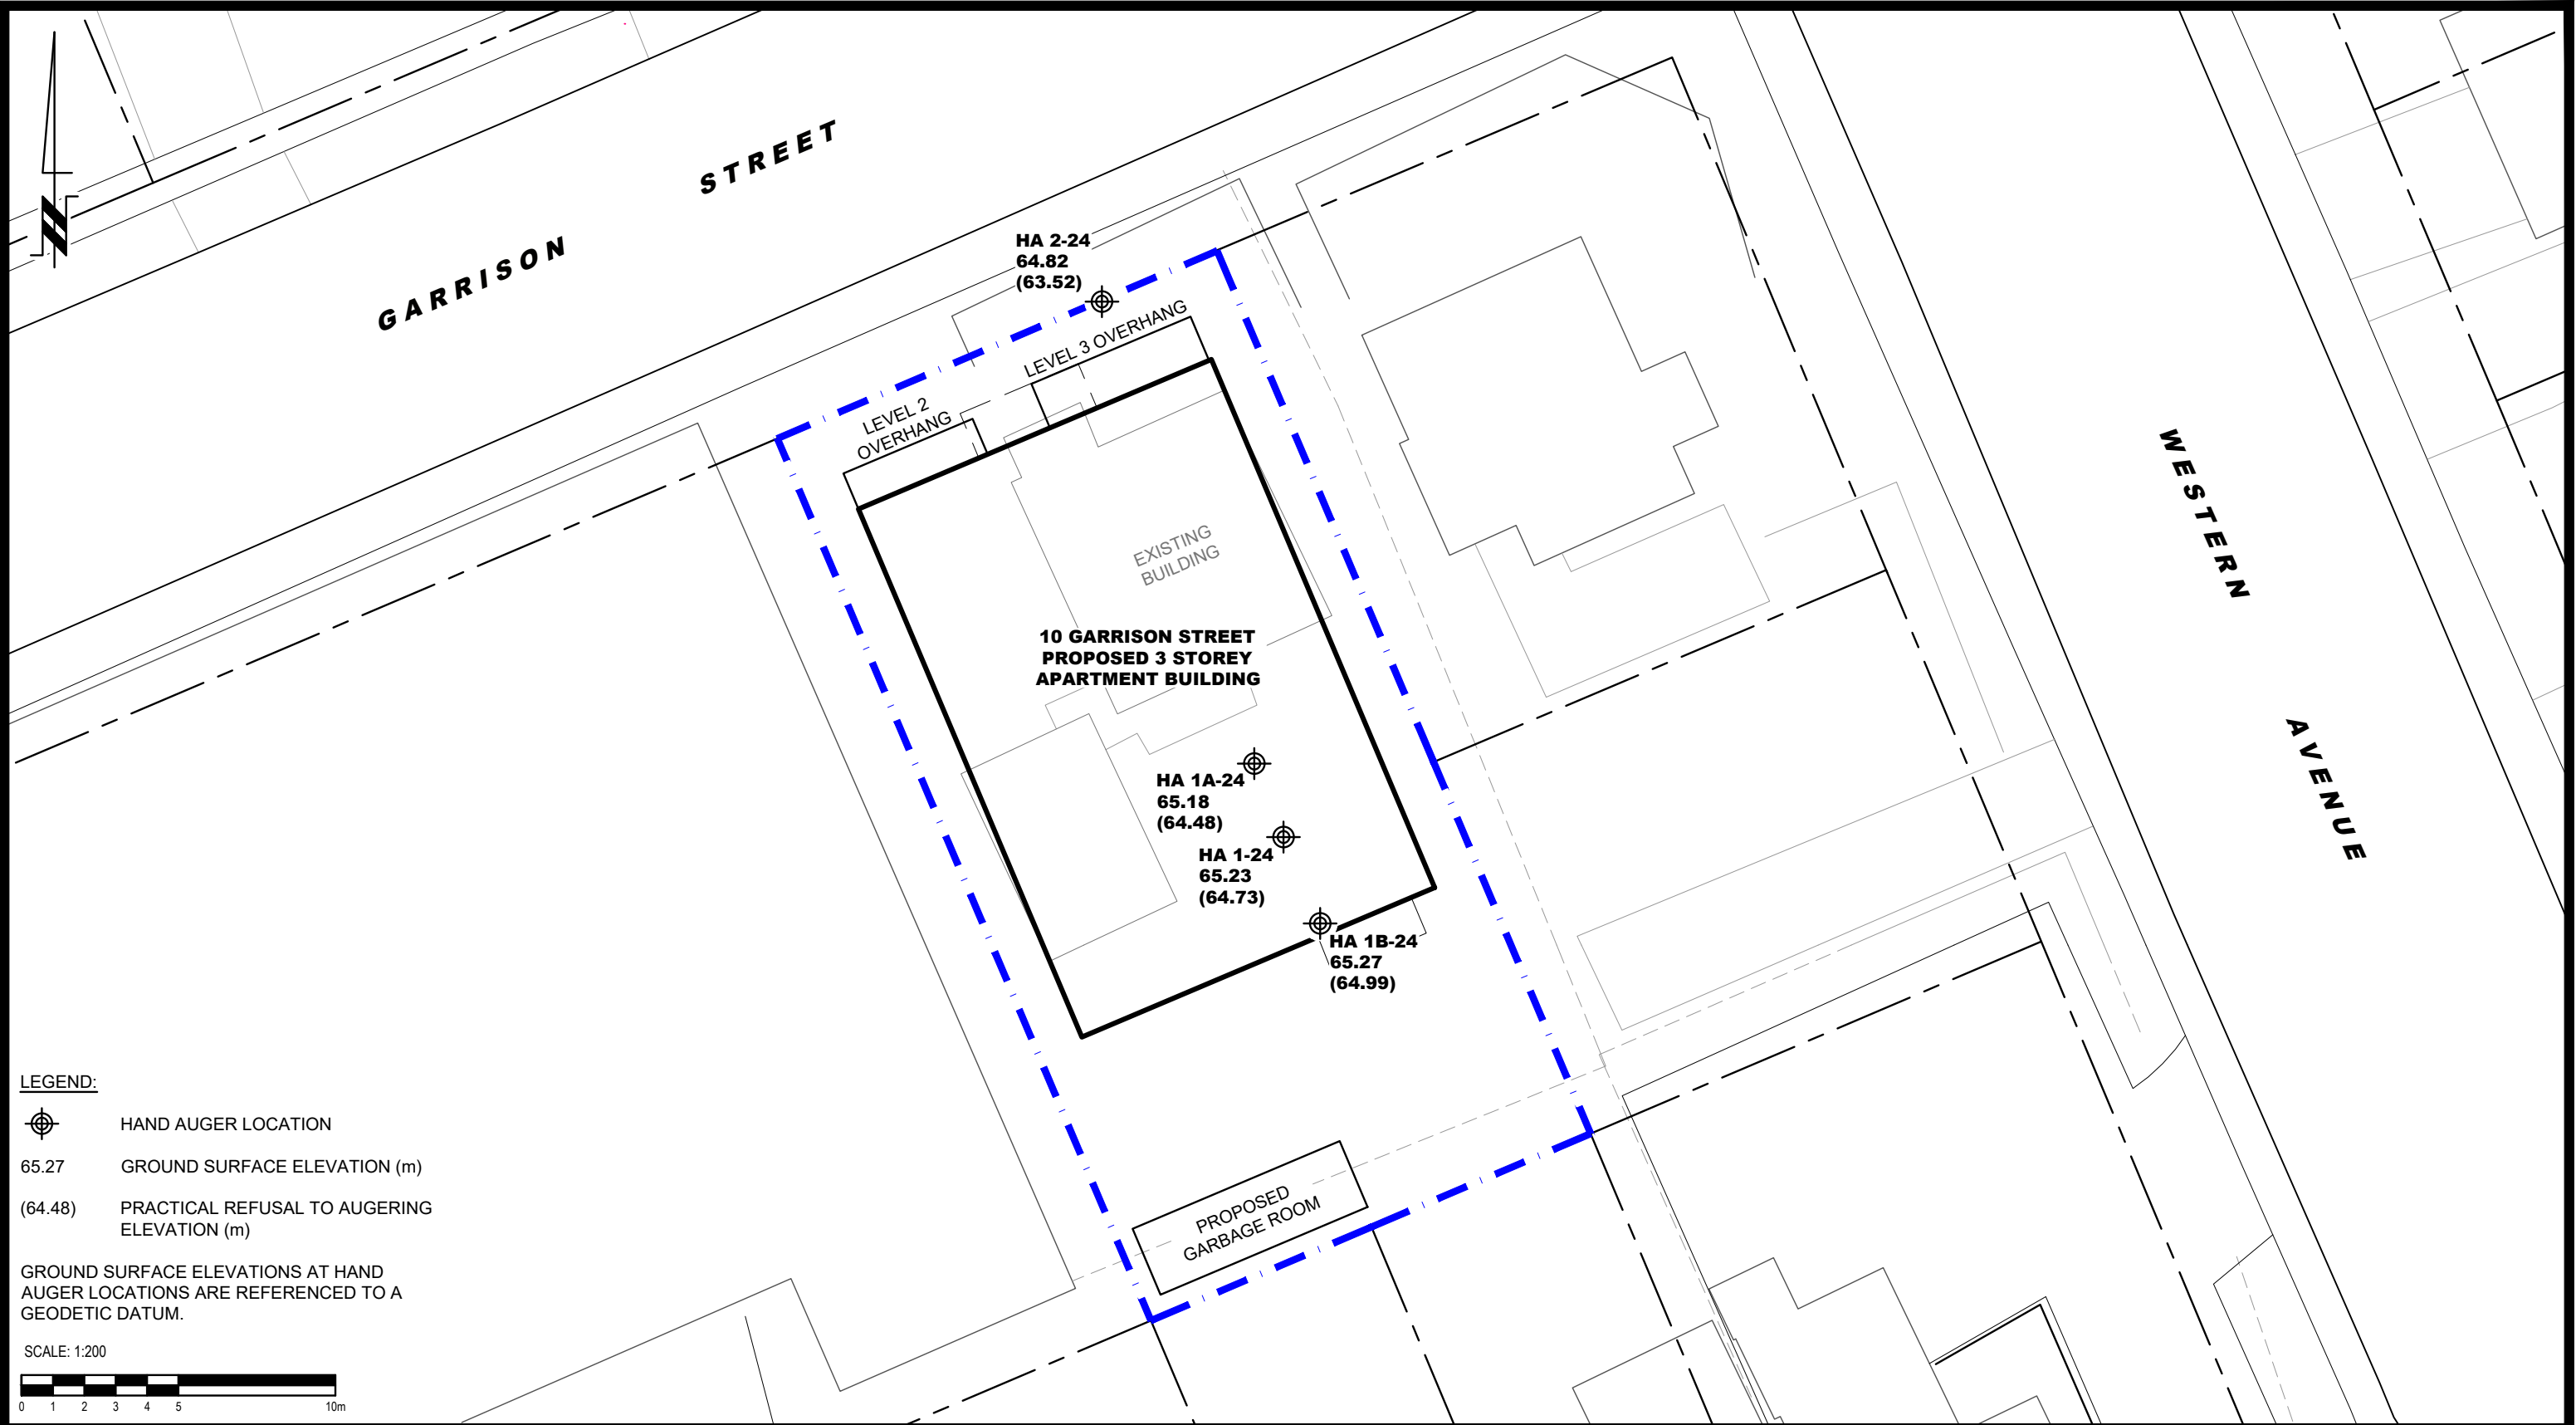 GARRISON STREET
HA 2-24
64.82
(63.52)
LEVEL 3 OVERHANG
LEVEL 2
OVERHANG
EXISTING
BUILDING
10 GARRISON STREET
PROPOSED 3 STOREY
APARTMENT BUILDING
HA 1A-24
65.18
(64.48)
HA 1-24
65.23
(64.73)
HA 1B-24
65.27
(64.99)
WESTERN AVENUE
PROPOSED
GARBAGE ROOM
N
LEGEND:
HAND AUGER LOCATION
65.27 GROUND SURFACE ELEVATION (m)
(64.48) PRACTICAL REFUSAL TO AUGERING
ELEVATION (m)
GROUND SURFACE ELEVATIONS AT HAND
AUGER LOCATIONS ARE REFERENCED TO A
GEODETIC DATUM.
SCALE: 1:200
0 1 2 3 4 5 10m